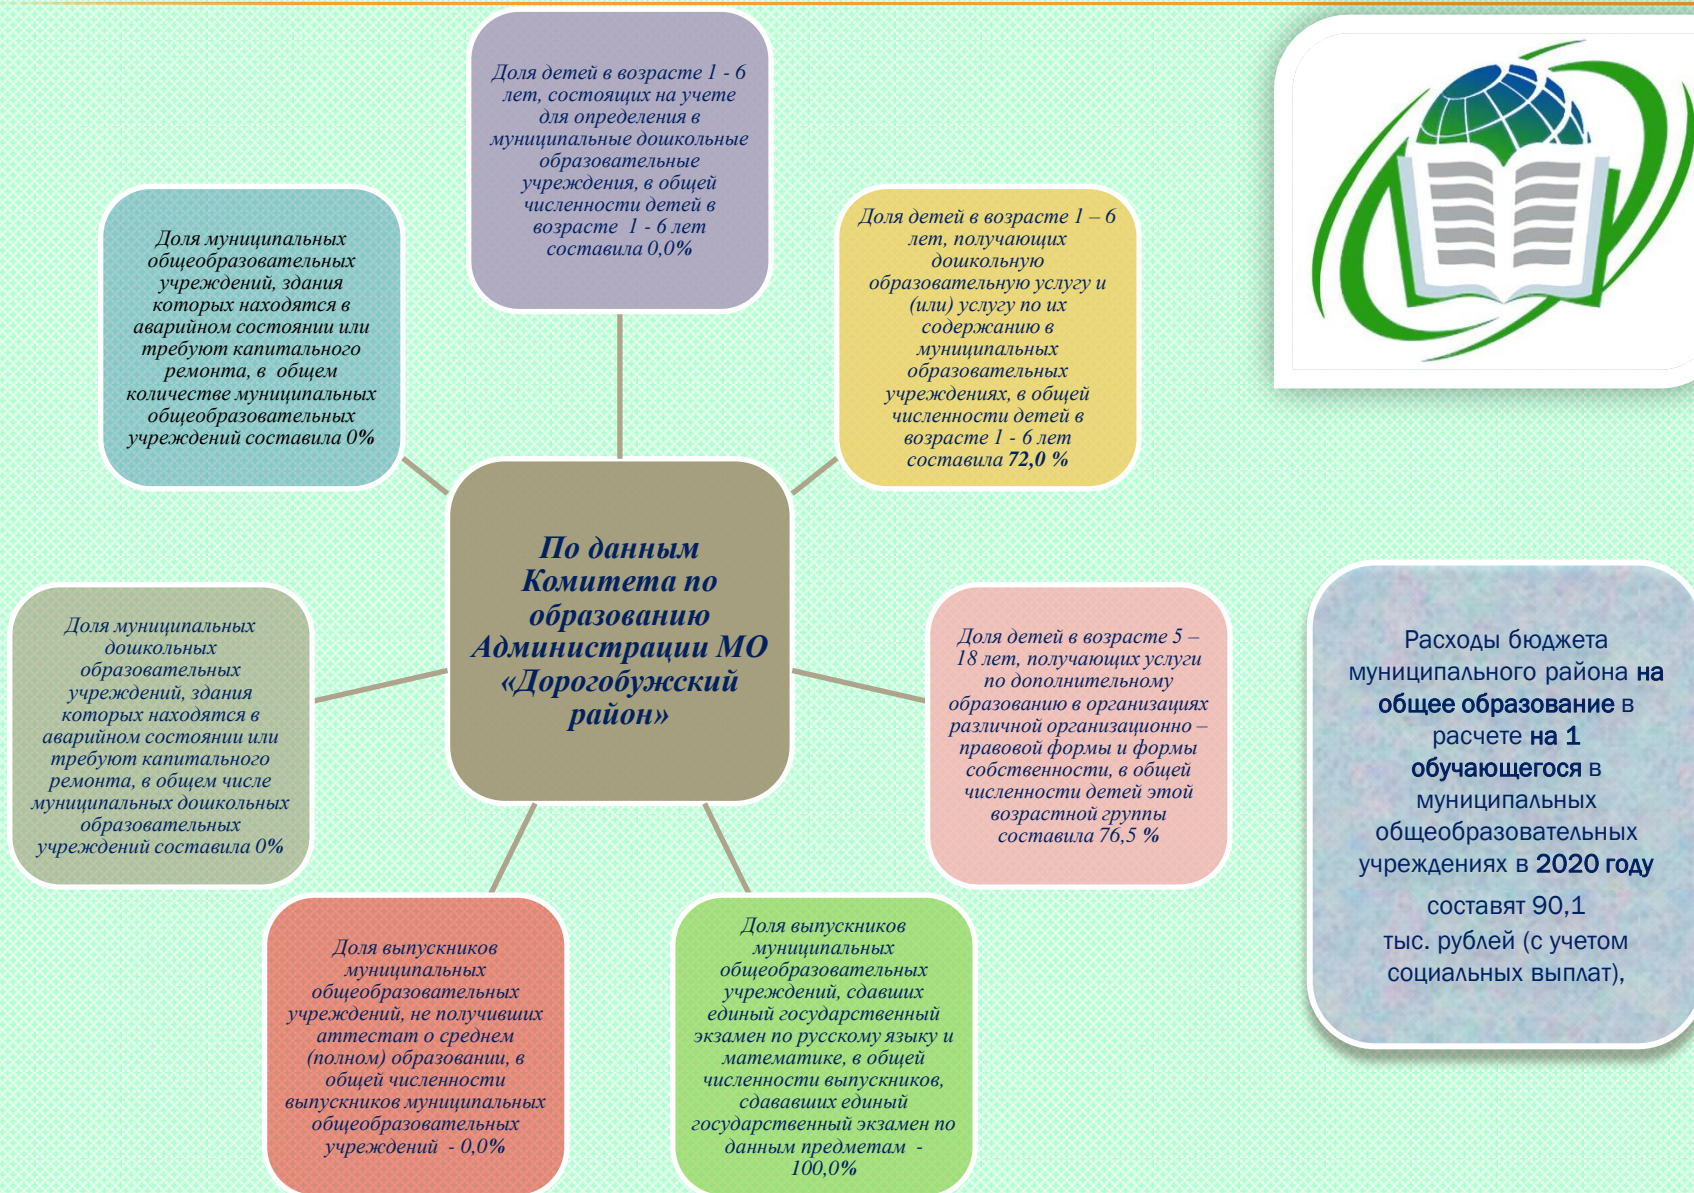 Доля детей в возрасте 1 - 6
лет, состоящих на учете
для определения в
муниципальные дошкольные
образовательные
учреждения, в общей
численности детей в
возрасте 1 - 6 лет
составила 0,0%
Доля детей в возрасте 1 – 6
лет, получающих
дошкольную
образовательную услугу и
(или) услугу по их
содержанию в
муниципальных
образовательных
учреждениях, в общей
численности детей в
возрасте 1 - 6 лет
составила 72,0 %
Доля детей в возрасте 5 –
18 лет, получающих услуги
по дополнительному
образованию в организациях
различной организационно –
правовой формы и формы
собственности, в общей
численности детей этой
возрастной группы
составила 76,5 %
Доля выпускников
муниципальных
общеобразовательных
учреждений, сдавших
единый государственный
экзамен по русскому языку и
математике, в общей
численности выпускников,
сдававших единый
государственный экзамен по
данным предметам -
100,0%
Доля выпускников
муниципальных
общеобразовательных
учреждений, не получивших
аттестат о среднем
(полном) образовании, в
общей численности
выпускников муниципальных
общеобразовательных
учреждений - 0,0%
Доля муниципальных
дошкольных
образовательных
учреждений, здания
которых находятся в
аварийном состоянии или
требуют капитального
ремонта, в общем числе
муниципальных дошкольных
образовательных
учреждений составила 0%
Доля муниципальных
общеобразовательных
учреждений, здания
которых находятся в
аварийном состоянии или
требуют капитального
ремонта, в общем
количестве муниципальных
общеобразовательных
учреждений составила 0%
По данным
Комитета по
образованию
Администрации МО
«Дорогобужский
район»
Расходы бюджета
муниципального района на
общее образование в
расчете на 1
обучающегося в
муниципальных
общеобразовательных
учреждениях в 2020 году
составят 90,1
тыс. рублей (с учетом
социальных выплат),